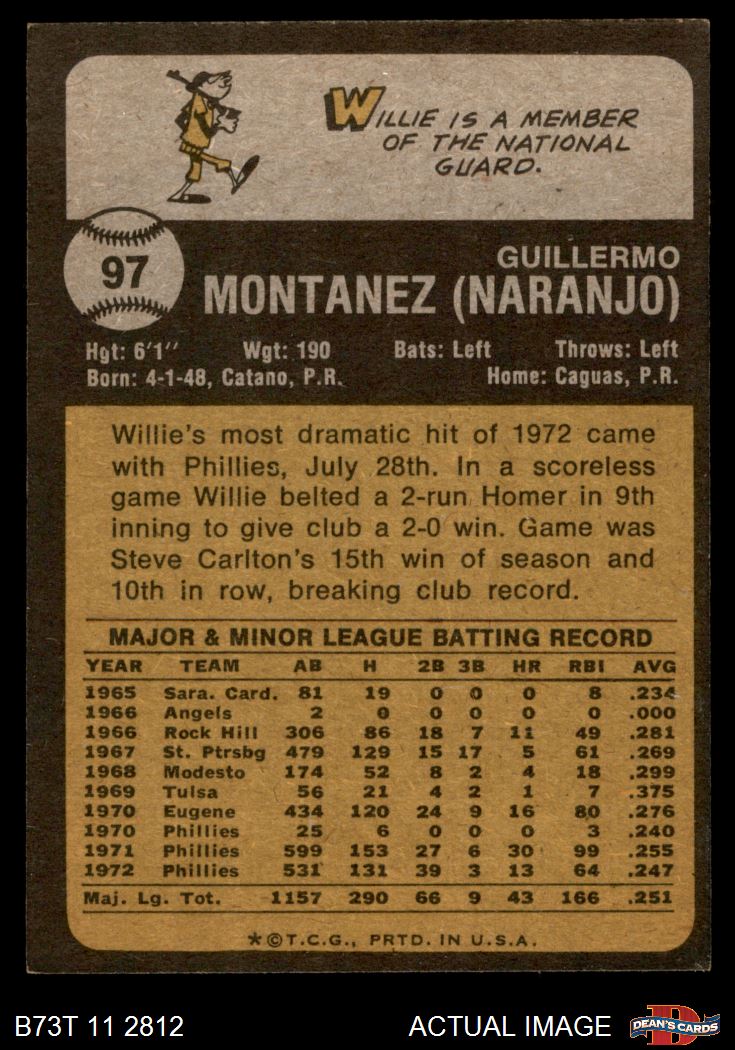 WILLIE IS A MEMBER
OF THE NATIONAL
GUARD.
97
GUILLERMO
MONTANEZ (NARANJO)
Hgt: 6'1" Wgt: 190 Bats: Left Throws: Left
Born: 4-1-48, Catano, P.R. Home: Caguas, P.R.
Willie's most dramatic hit of 1972 came
with Phillies, July 28th. In a scoreless
game Willie belted a 2-run Homer in 9th
inning to give club a 2-0 win. Game was
Steve Carlton's 15th win of season and
10th in row, breaking club record.
MAJOR & MINOR LEAGUE BATTING RECORD
YEAR TEAM AB H 2B 3B HR RBI AVG
1965 Sara. Card. 81 19 0 0 0 8 .234
1966 Angels 2 0 0 0 0 0 .000
1966 Rock Hill 306 86 18 7 11 49 .281
1967 St. Ptrsbg 479 129 15 17 5 61 .269
1968 Modesto 174 52 8 2 4 18 .299
1969 Tulsa 56 21 4 2 1 7 .375
1970 Eugene 434 120 24 9 16 80 .276
1970 Phillies 25 6 0 0 0 3 .240
1971 Phillies 599 153 27 6 30 99 .255
1972 Phillies 531 131 39 3 13 64 .247
Maj. Lg. Tot. 1157 290 66 9 43 166 .251
*©T.C.G., PRTD. IN U.S.A.
B73T 11 2812 ACTUAL IMAGE
D
DEAN'S CARDS